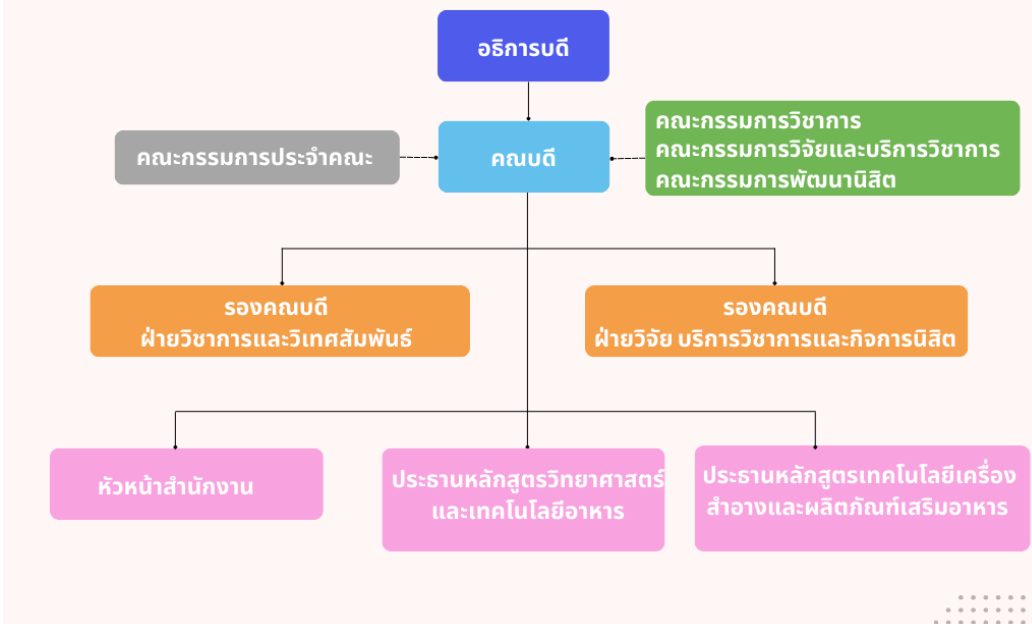 อธิการบดี
คณะกรรมการประจำคณะ
คณบดี
คณะกรรมการวิชาการ
คณะกรรมการวิจัยและบริการวิชาการ
คณะกรรมการพัฒนานิสิต
รองคณบดี
ฝ่ายวิชาการและวิเทศสัมพันธ์
รองคณบดี
ฝ่ายวิจัย บริการวิชาการและกิจการนิสิต
หัวหน้าสำนักงาน
ประธานหลักสูตรวิทยาศาสตร์
และเทคโนโลยีอาหาร
ประธานหลักสูตรเทคโนโลยีเครื่อง
สำอางและผลิตภัณฑ์เสริมอาหาร